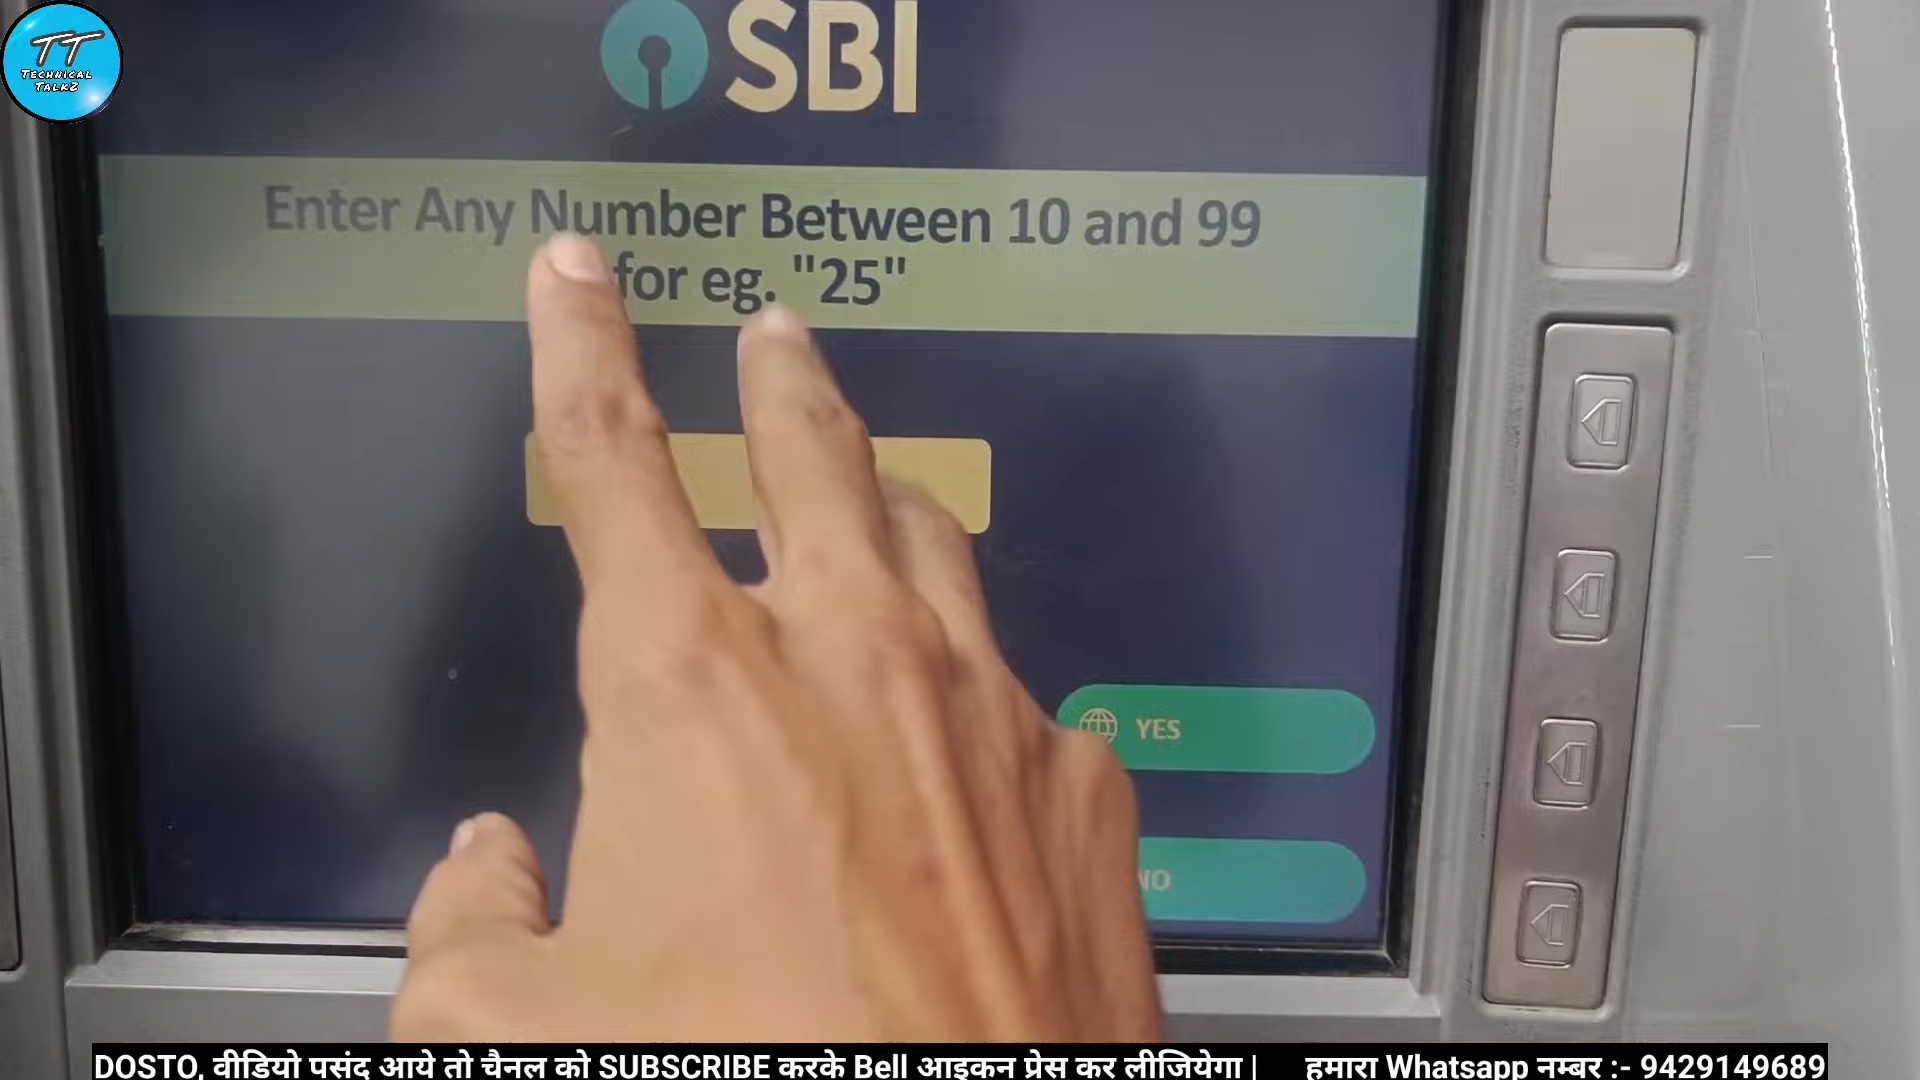 TT
TECHNICAL
TALKZ
SBI
Enter Any Number Between 10 and 99
for eg. "25"
YES
NO
DOSTO, वीडियो पसंद आये तो चैनल को SUBSCRIBE करके Bell आइकन प्रेस कर लीजियेगा | हमारा Whatsapp नम्बर :- 9429149689